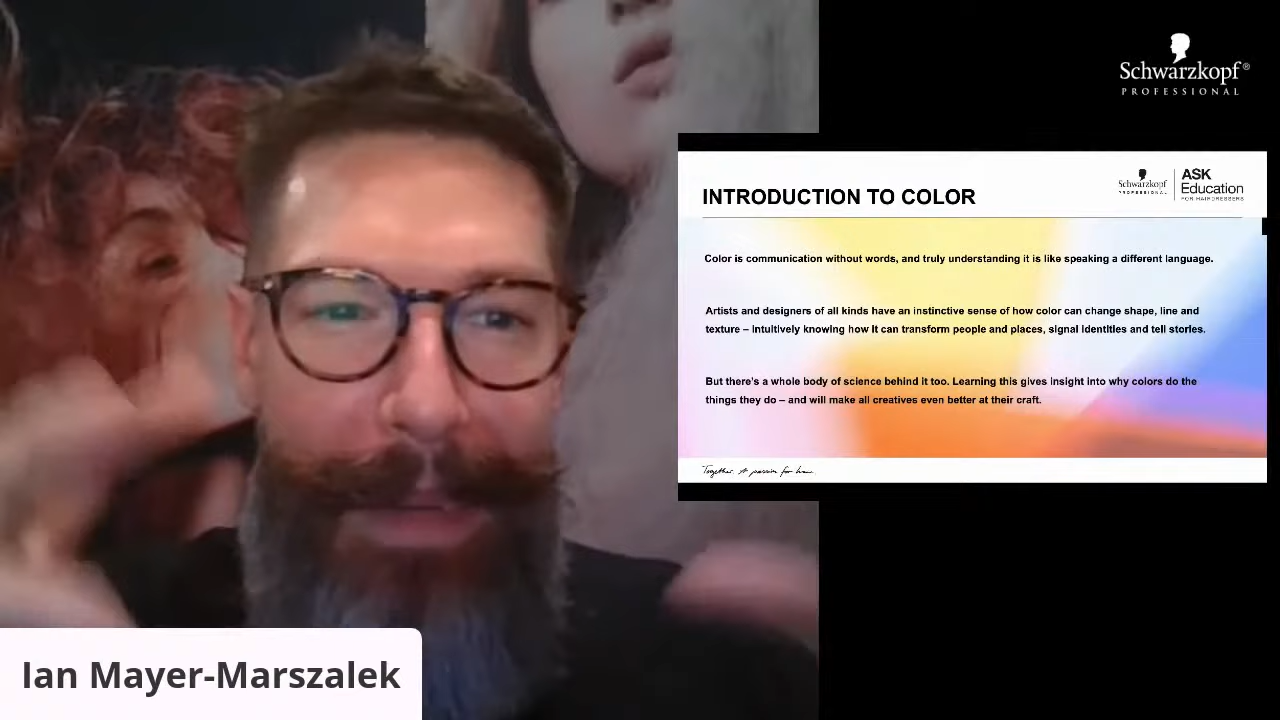 Schwarzkopf®
PROFESSIONAL
INTRODUCTION TO COLOR
Schwarzkopf
PROFESSIONAL
ASK
Education
FOR HAIRDRESSERS
Color is communication without words, and truly understanding it is like speaking a different language.
Artists and designers of all kinds have an instinctive sense of how color can change shape, line and
texture – intuitively knowing how it can transform people and places, signal identities and tell stories.
But there's a whole body of science behind it too. Learning this gives insight into why colors do the
things they do – and will make all creatives even better at their craft.
Together. A passion for hair.
Ian Mayer-Marszalek